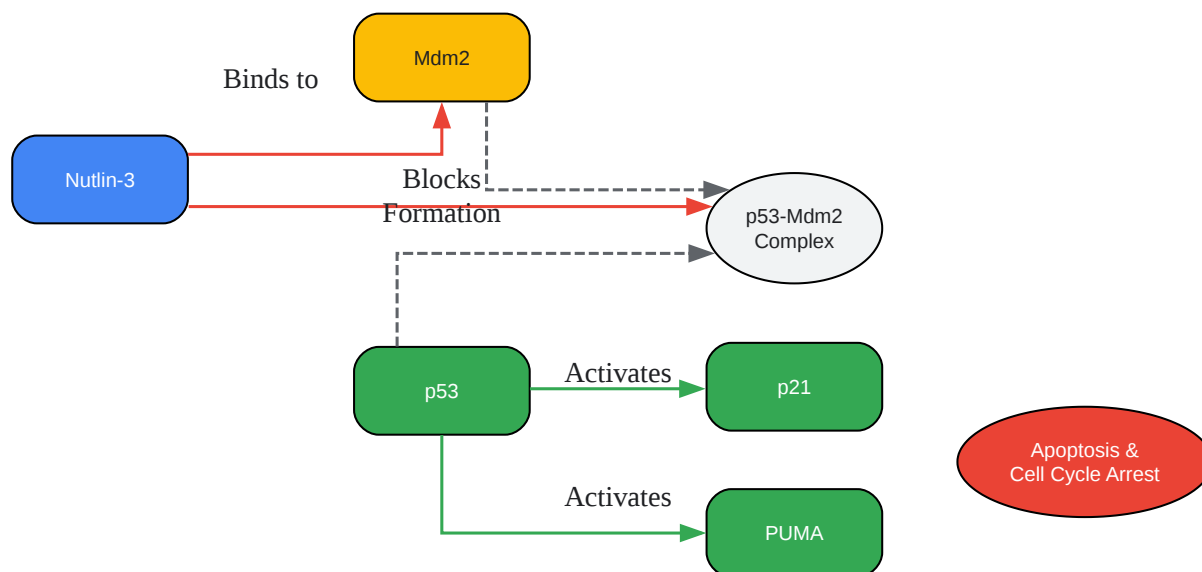 Mdm2
Binds to
Nutlin-3
Blocks
Formation
p53-Mdm2
Complex
p53
Activates
p21
Apoptosis &
Cell Cycle Arrest
Activates
PUMA